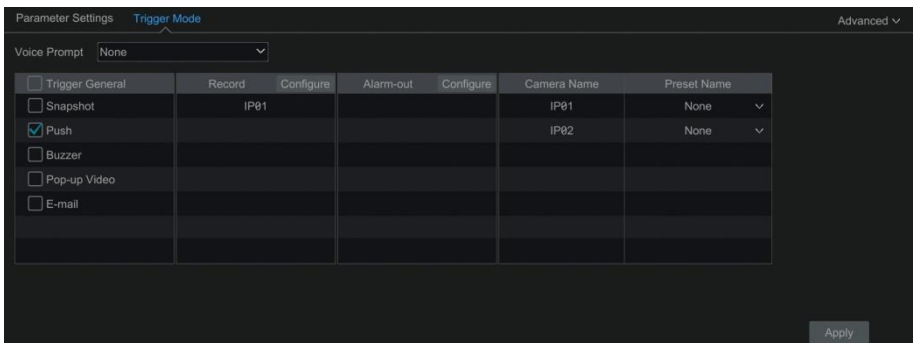 Parameter Settings Trigger Mode Advanced
Voice Prompt None
Trigger General Record Configure Alarm-out Configure Camera Name Preset Name
Snapshot IP01 IP01 None
Push IP02 None
Buzzer
Pop-up Video
E-mail
Apply